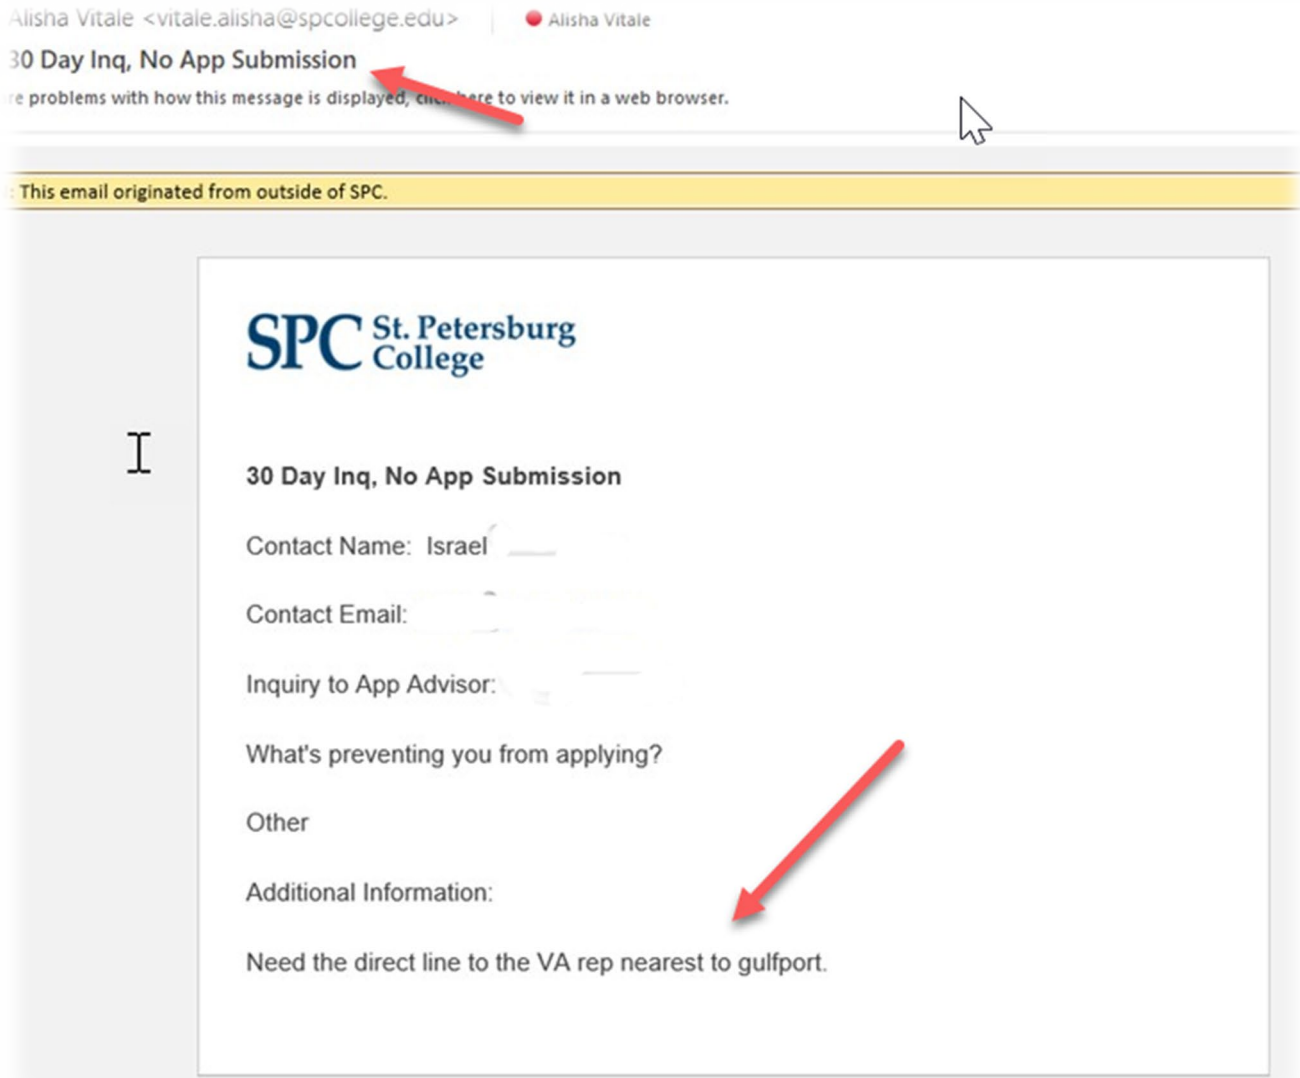 Alisha Vitale <vitale.alisha@spcollege.edu> Alisha Vitale
30 Day Inq, No App Submission
re problems with how this message is displayed, click here to view it in a web browser.
: This email originated from outside of SPC.
SPC St. Petersburg
College
30 Day Inq, No App Submission
Contact Name: Israel
Contact Email:
Inquiry to App Advisor:
What's preventing you from applying?
Other
Additional Information:
Need the direct line to the VA rep nearest to gulfport.